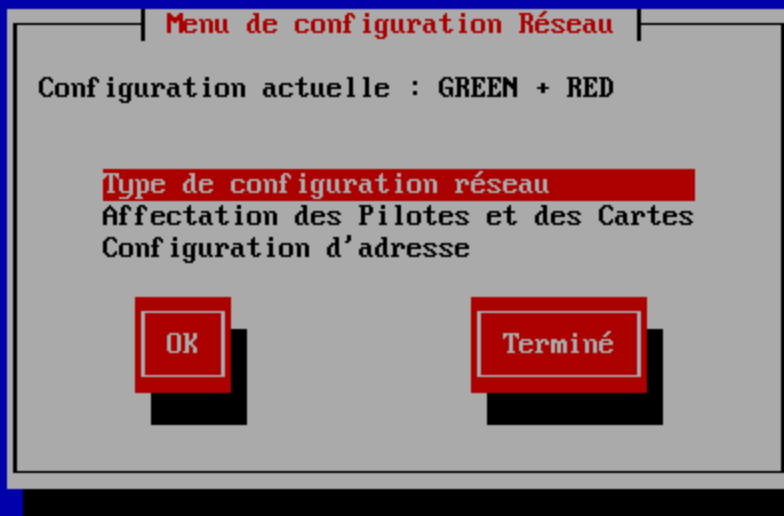 Menu de configuration Réseau
Configuration actuelle : GREEN + RED
Type de configuration réseau
Affectation des Pilotes et des Cartes
Configuration d'adresse
OK
Terminé